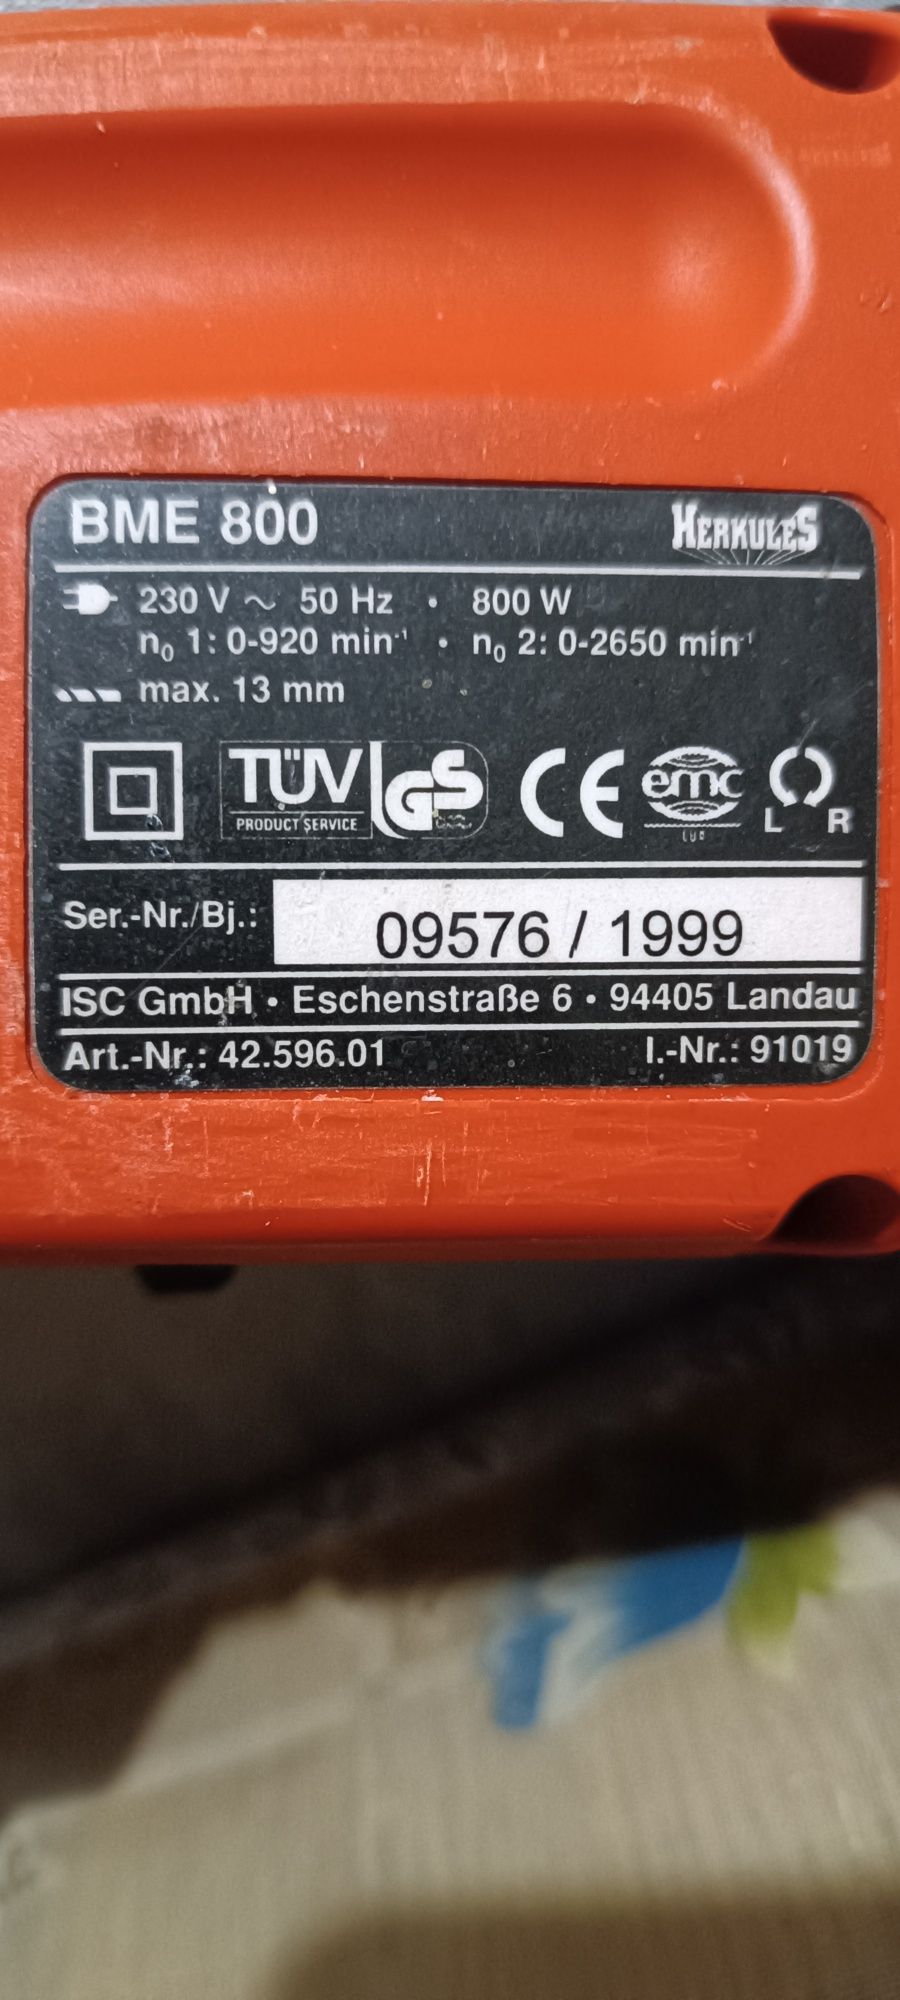 BME 800 HERKULES
230 V ~ 50 Hz · 800 W
n₀ 1: 0-920 min⁻¹ · n₀ 2: 0-2650 min⁻¹
max. 13 mm
TÜV GS CE emc
PRODUCT SERVICE L R
Ser.-Nr./Bj.: 09576 / 1999
ISC GmbH · Eschenstraße 6 · 94405 Landau
Art.-Nr.: 42.596.01 I.-Nr.: 91019